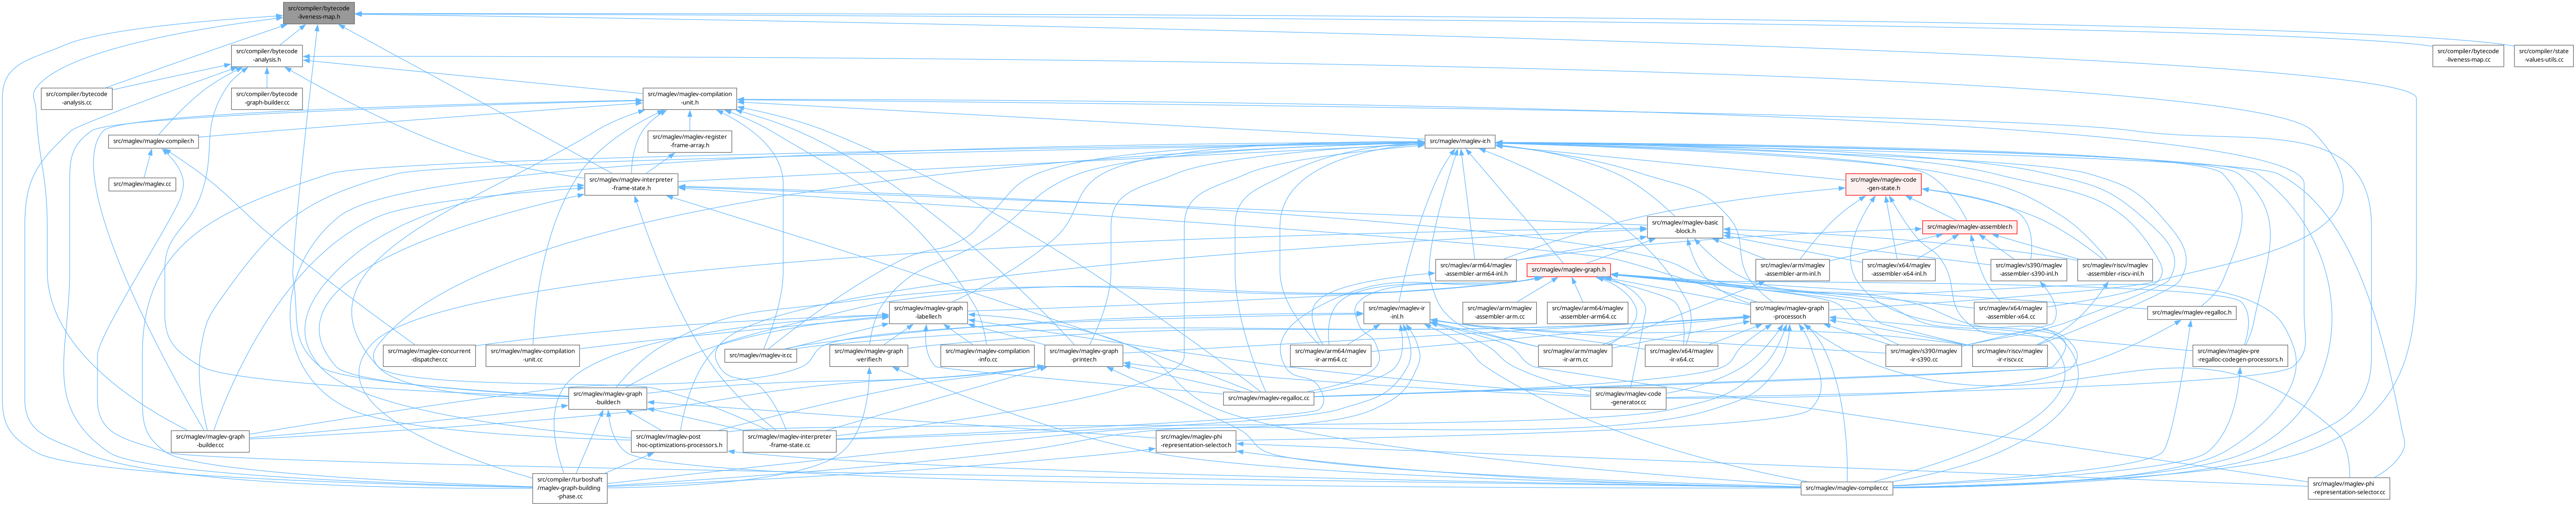 src/compiler/bytecode
-liveness-map.h
src/compiler/bytecode
-analysis.h
src/compiler/bytecode
-liveness-map.cc
src/compiler/state
-values-utils.cc
src/compiler/bytecode
-analysis.cc
src/compiler/bytecode
-graph-builder.cc
src/maglev/maglev-compilation
-unit.h
src/maglev/maglev-compiler.h
src/maglev/maglev-register
-frame-array.h
src/maglev/maglev-ir.h
src/maglev/maglev.cc
src/maglev/maglev-interpreter
-frame-state.h
src/maglev/maglev-code
-gen-state.h
src/maglev/maglev-basic
-block.h
src/maglev/maglev-assembler.h
src/maglev/arm64/maglev
-assembler-arm64-inl.h
src/maglev/maglev-graph.h
src/maglev/arm/maglev
-assembler-arm-inl.h
src/maglev/x64/maglev
-assembler-x64-inl.h
src/maglev/s390/maglev
-assembler-s390-inl.h
src/maglev/riscv/maglev
-assembler-riscv-inl.h
src/maglev/maglev-graph
-labeller.h
src/maglev/maglev-ir
-inl.h
src/maglev/arm/maglev
-assembler-arm.cc
src/maglev/arm64/maglev
-assembler-arm64.cc
src/maglev/maglev-graph
-processor.h
src/maglev/x64/maglev
-assembler-x64.cc
src/maglev/maglev-regalloc.h
src/maglev/maglev-concurrent
-dispatcher.cc
src/maglev/maglev-compilation
-unit.cc
src/maglev/maglev-ir.cc
src/maglev/maglev-graph
-verifier.h
src/maglev/maglev-compilation
-info.cc
src/maglev/maglev-graph
-printer.h
src/maglev/arm64/maglev
-ir-arm64.cc
src/maglev/arm/maglev
-ir-arm.cc
src/maglev/x64/maglev
-ir-x64.cc
src/maglev/s390/maglev
-ir-s390.cc
src/maglev/riscv/maglev
-ir-riscv.cc
src/maglev/maglev-pre
-regalloc-codegen-processors.h
src/maglev/maglev-graph
-builder.h
src/maglev/maglev-regalloc.cc
src/maglev/maglev-code
-generator.cc
src/maglev/maglev-graph
-builder.cc
src/maglev/maglev-post
-hoc-optimizations-processors.h
src/maglev/maglev-interpreter
-frame-state.cc
src/maglev/maglev-phi
-representation-selector.h
src/compiler/turboshaft
/maglev-graph-building
-phase.cc
src/maglev/maglev-compiler.cc
src/maglev/maglev-phi
-representation-selector.cc